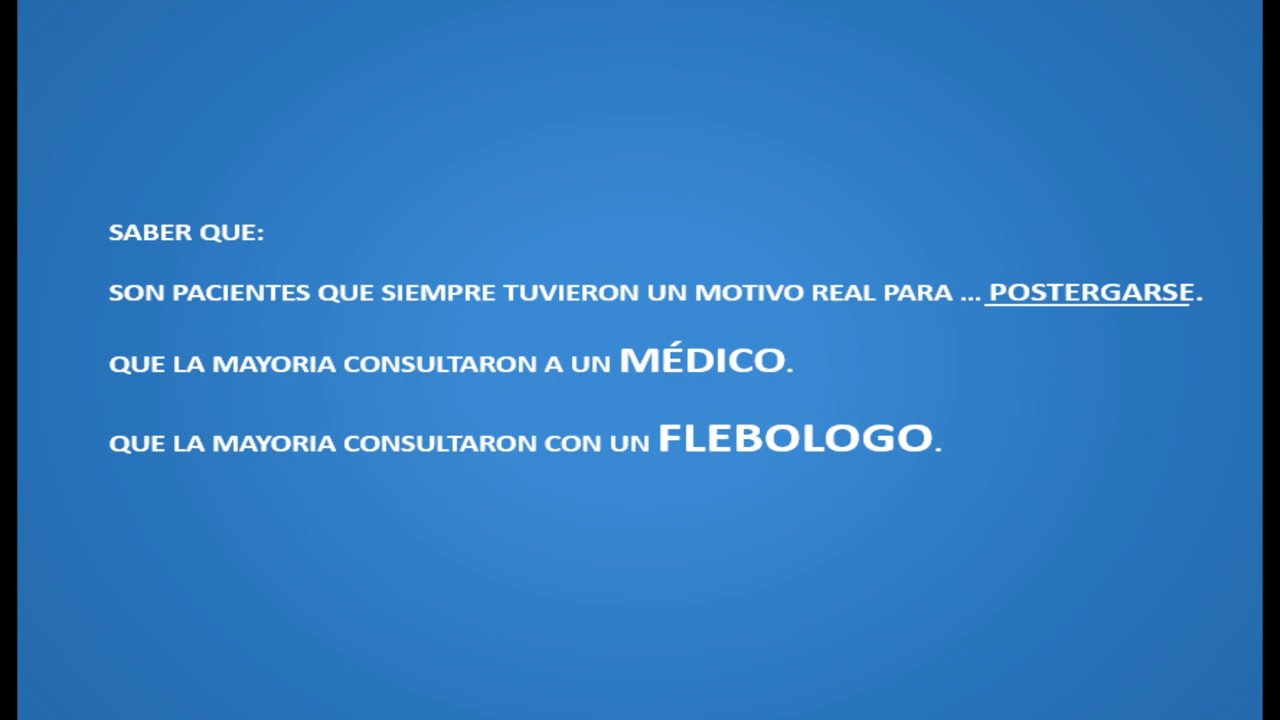 SABER QUE:
SON PACIENTES QUE SIEMPRE TUVIERON UN MOTIVO REAL PARA ... POSTERGARSE.
QUE LA MAYORIA CONSULTARON A UN MÉDICO.
QUE LA MAYORIA CONSULTARON CON UN FLEBOLOGO.